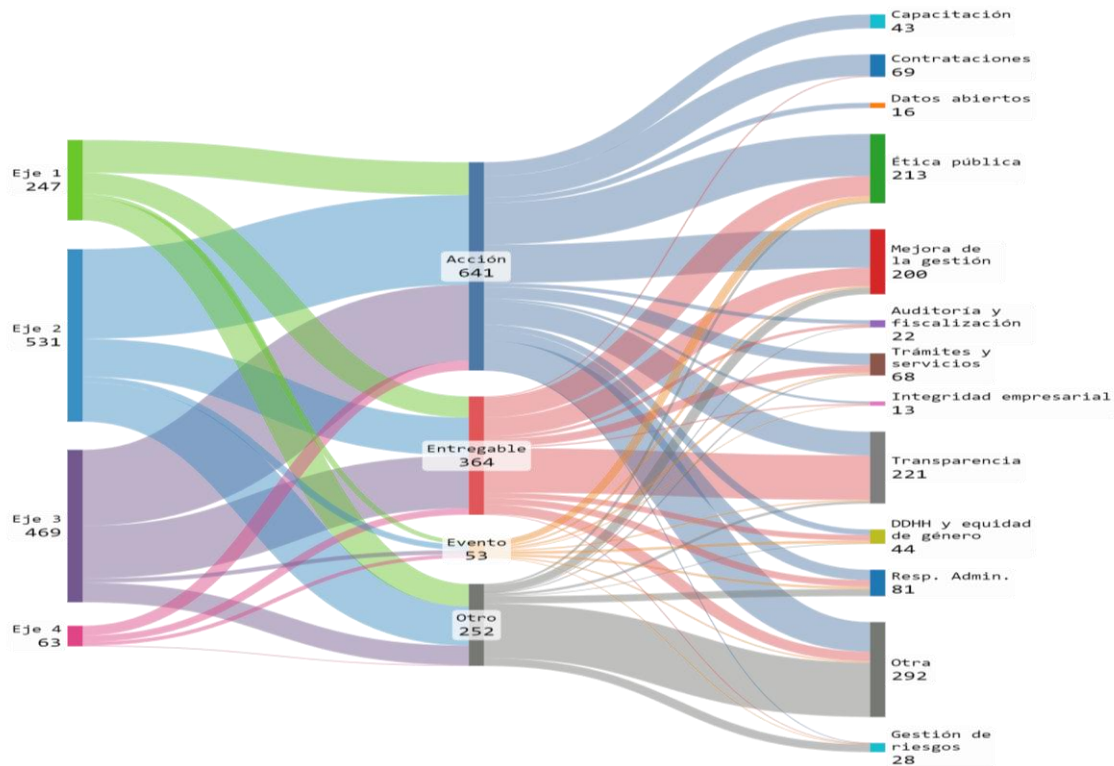 Eje 1
247
Eje 2
531
Eje 3
469
Eje 4
63
Acción
641
Entregable
364
Evento
53
Otro
252
Capacitación
43
Contrataciones
69
Datos abiertos
16
Ética pública
213
Mejora de
la gestión
200
Auditoría y
fiscalización
22
Trámites y
servicios
68
Integridad empresarial
13
Transparencia
221
DDHH y equidad
de género
44
Resp. Admin.
81
Otra
292
Gestión de
riesgos
28